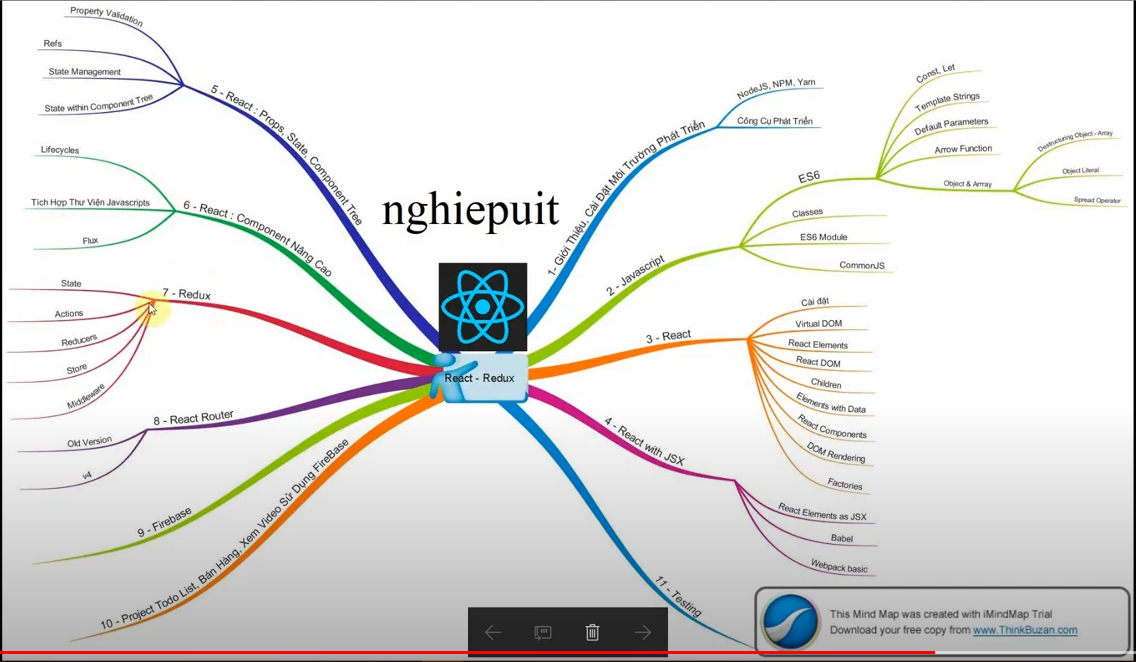 nghiepuit
React - Redux
1- Giới Thiệu, Cài Đặt Môi Trường Phát Triển
NodeJS, NPM, Yarn
Công Cụ Phát Triển
2 - Javascript
ES6
Const, Let
Template Strings
Default Parameters
Arrow Function
Object & Arrray
Destructuring Object - Array
Object Literal
Spread Operator
Classes
ES6 Module
CommonJS
3 - React
Cài đặt
Virtual DOM
React Elements
React DOM
Children
Elements with Data
React Components
DOM Rendering
Factories
4 - React with JSX
React Elements as JSX
Babel
Webpack basic
5 - React : Props, State, Component Tree
Property Validation
Refs
State Management
State within Component Tree
6 - React : Component Nâng Cao
Lifecycles
Tích Hợp Thư Viện Javascripts
Flux
7 - Redux
State
Actions
Reducers
Store
Middleware
8 - React Router
Old Version
v4
9 - Firebase
10 - Project Todo List, Bán Hàng, Xem Video Sử Dụng FireBase
11 - Testing
This Mind Map was created with iMindMap Trial
Download your free copy from www.ThinkBuzan.com